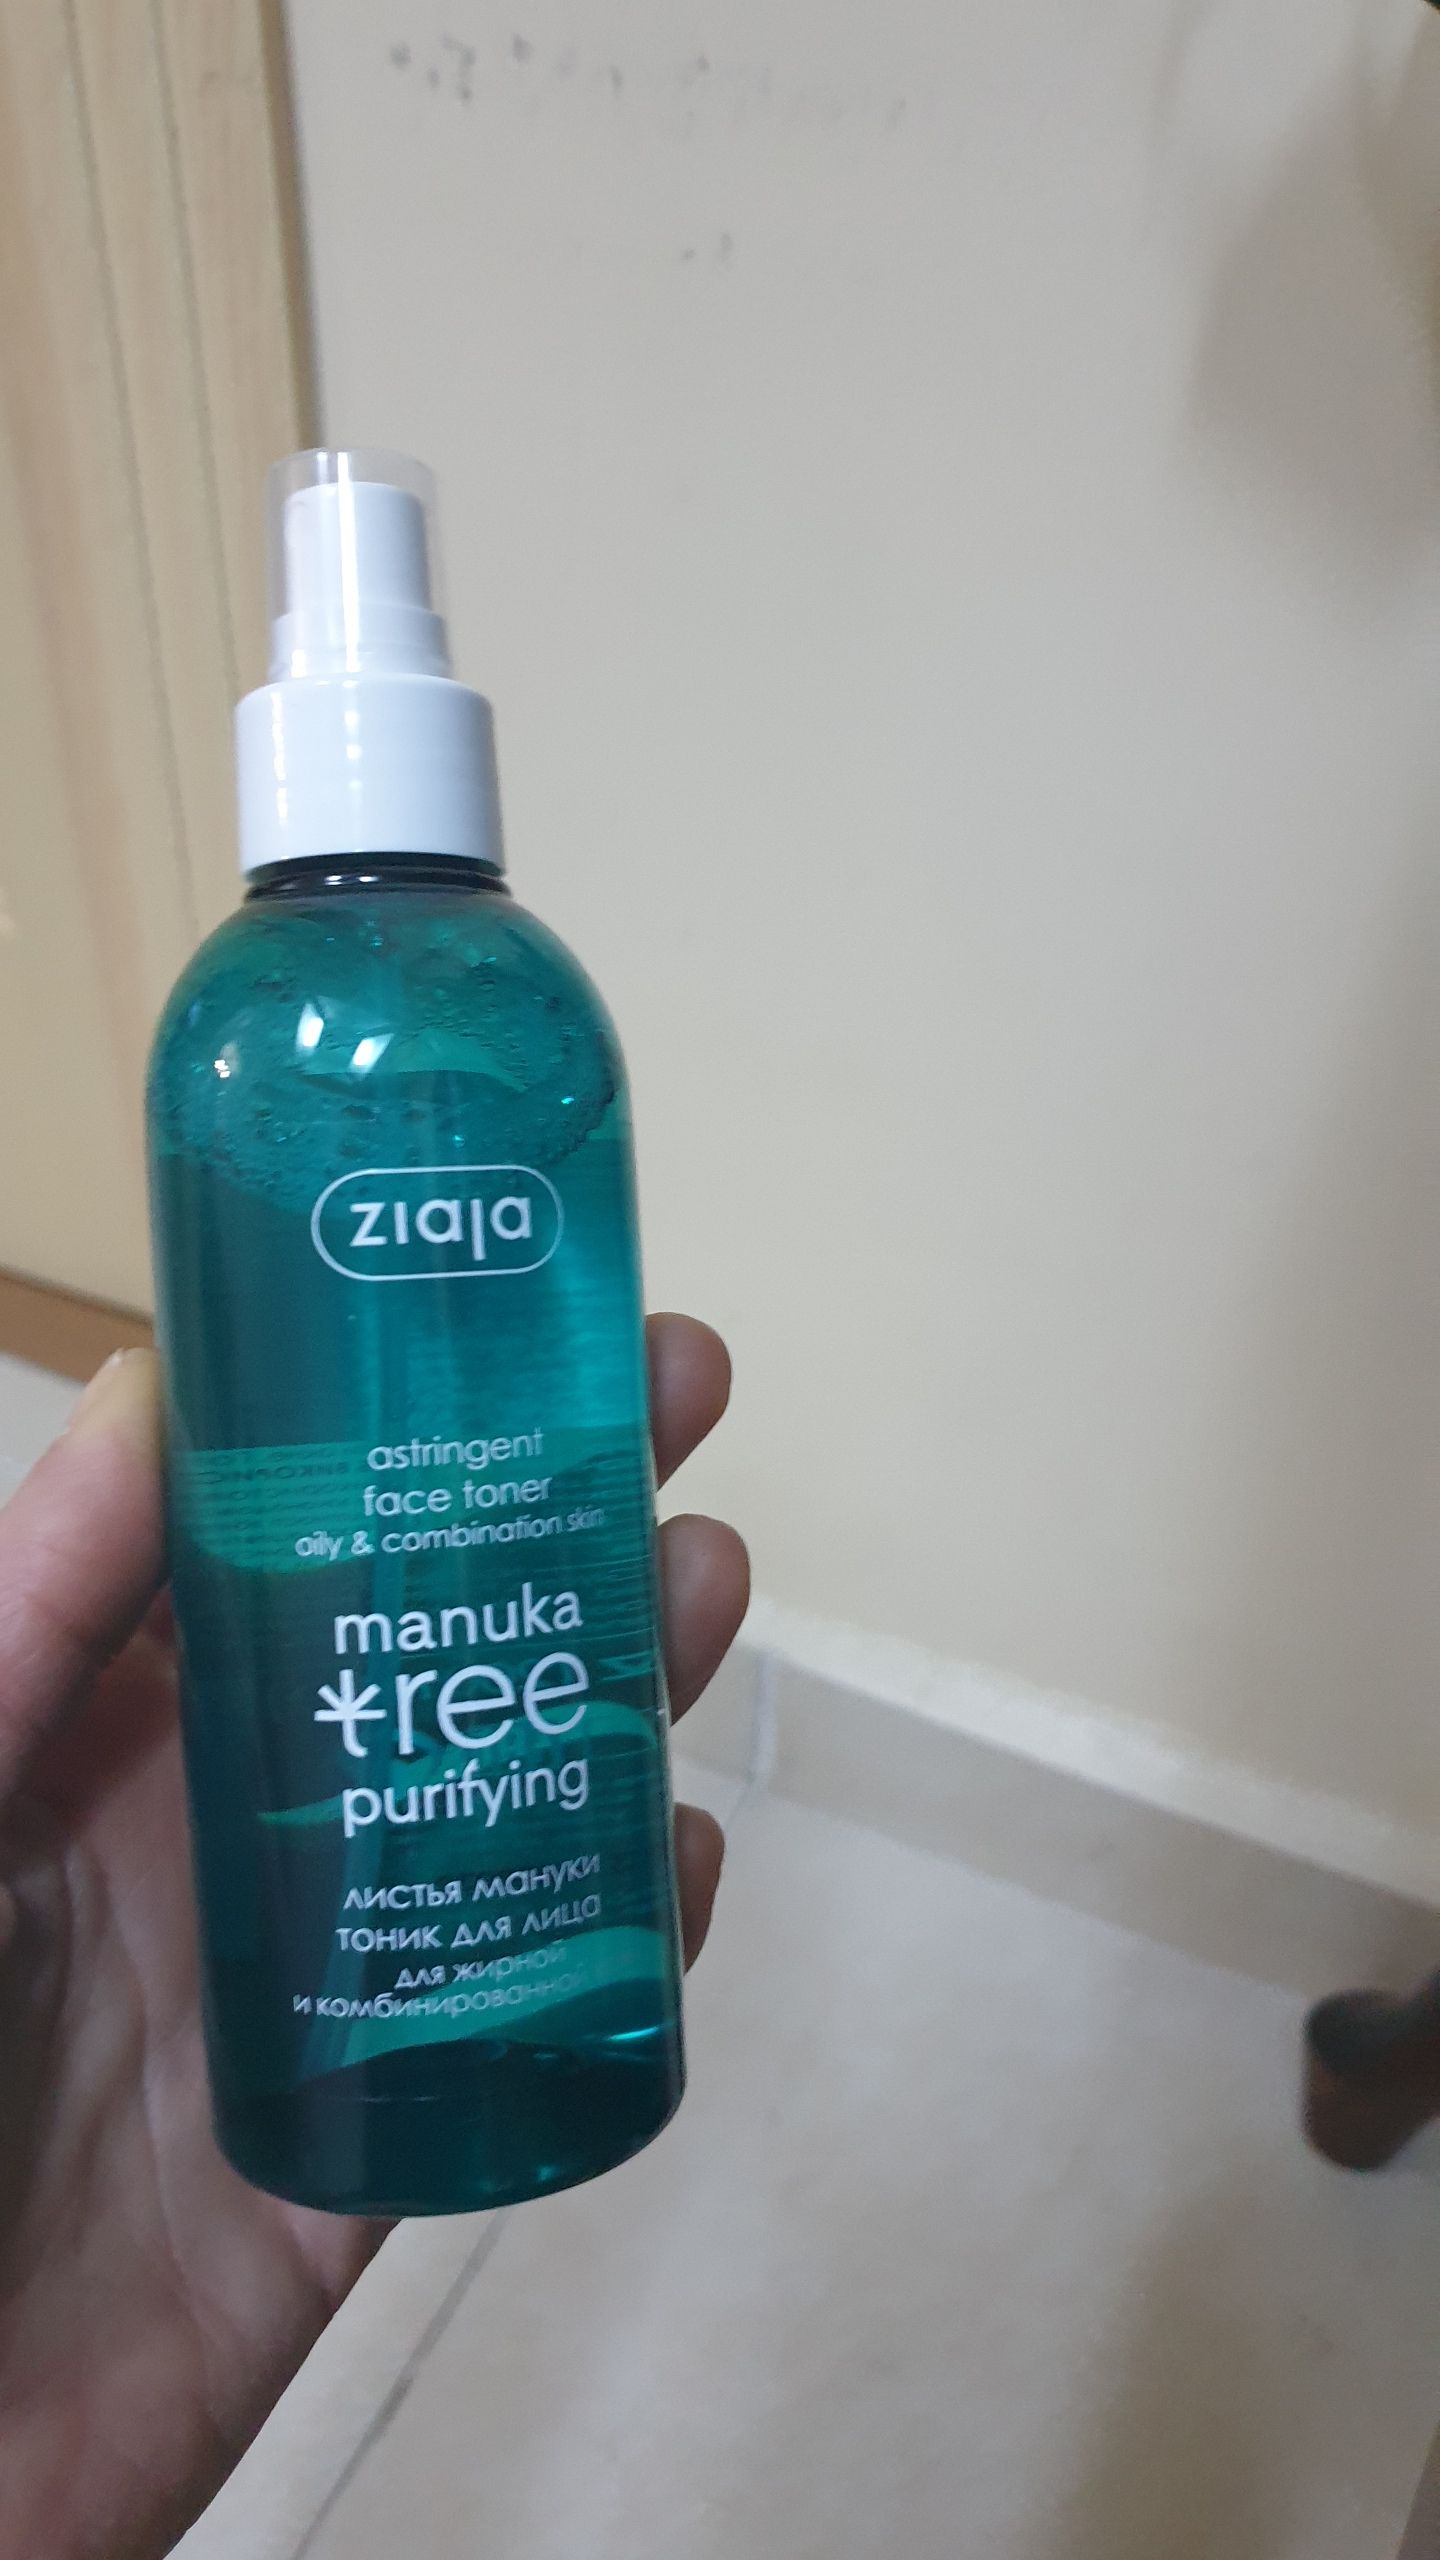 ziaja
astringent
face toner
oily & combination skin
manuka
tree
purifying
листья мануки
тоник для лица
для жирной
и комбинированной